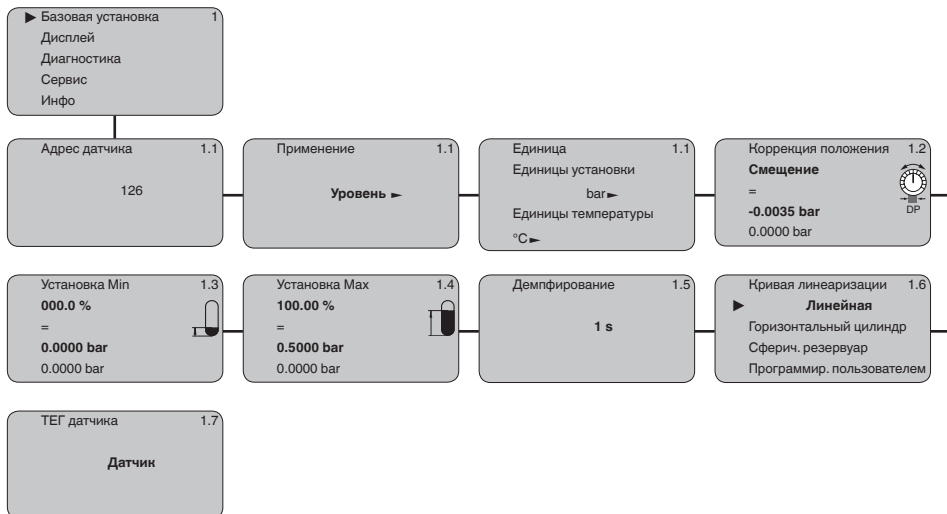 ▶ Базовая установка 1
Дисплей
Диагностика
Сервис
Инфо
Адрес датчика 1.1
126
Применение 1.1
Уровень ►
Единица 1.1
Единицы установки
bar ►
Единицы температуры
°C ►
Коррекция положения 1.2
Смещение
=
-0.0035 bar
0.0000 bar
DP
Установка Min 1.3
000.0 %
=
0.0000 bar
0.0000 bar
Установка Max 1.4
100.00 %
=
0.5000 bar
0.0000 bar
Демпфирование 1.5
1 s
Кривая линеаризации 1.6
▶ Линейная
Горизонтальный цилиндр
Сферич. резервуар
Программир. пользователем
ТЕГ датчика 1.7
Датчик